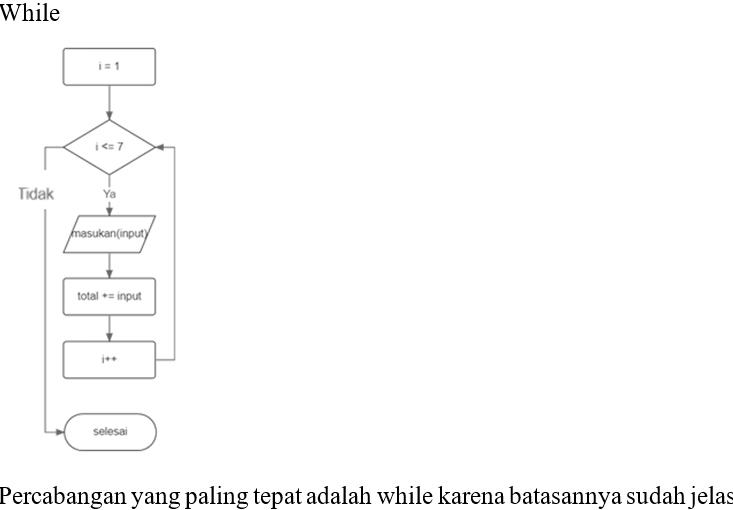 While
i = 1
i <= 7
Tidak
Ya
masukan(input)
total += input
i++
selesai
Percabangan yang paling tepat adalah while karena batasannya sudah jelas